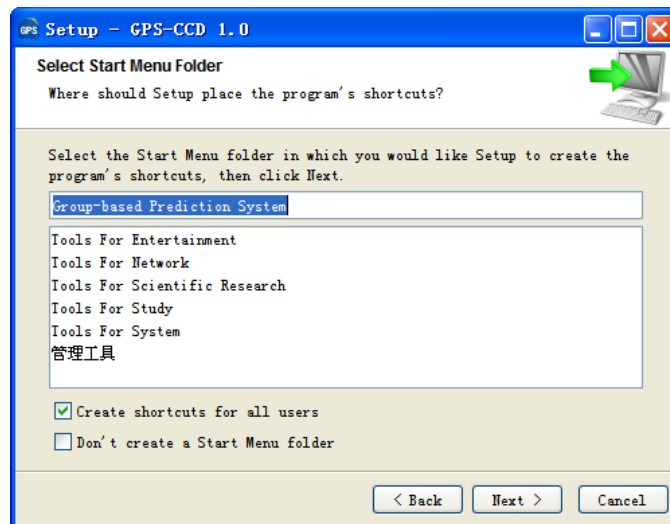 GPS Setup - GPS-CCD 1.0
Select Start Menu Folder
Where should Setup place the program's shortcuts?
Select the Start Menu folder in which you would like Setup to create the
program's shortcuts, then click Next.
Group-based Prediction System
Tools For Entertainment
Tools For Network
Tools For Scientific Research
Tools For Study
Tools For System
管理工具
Create shortcuts for all users
Don't create a Start Menu folder
< Back Next > Cancel